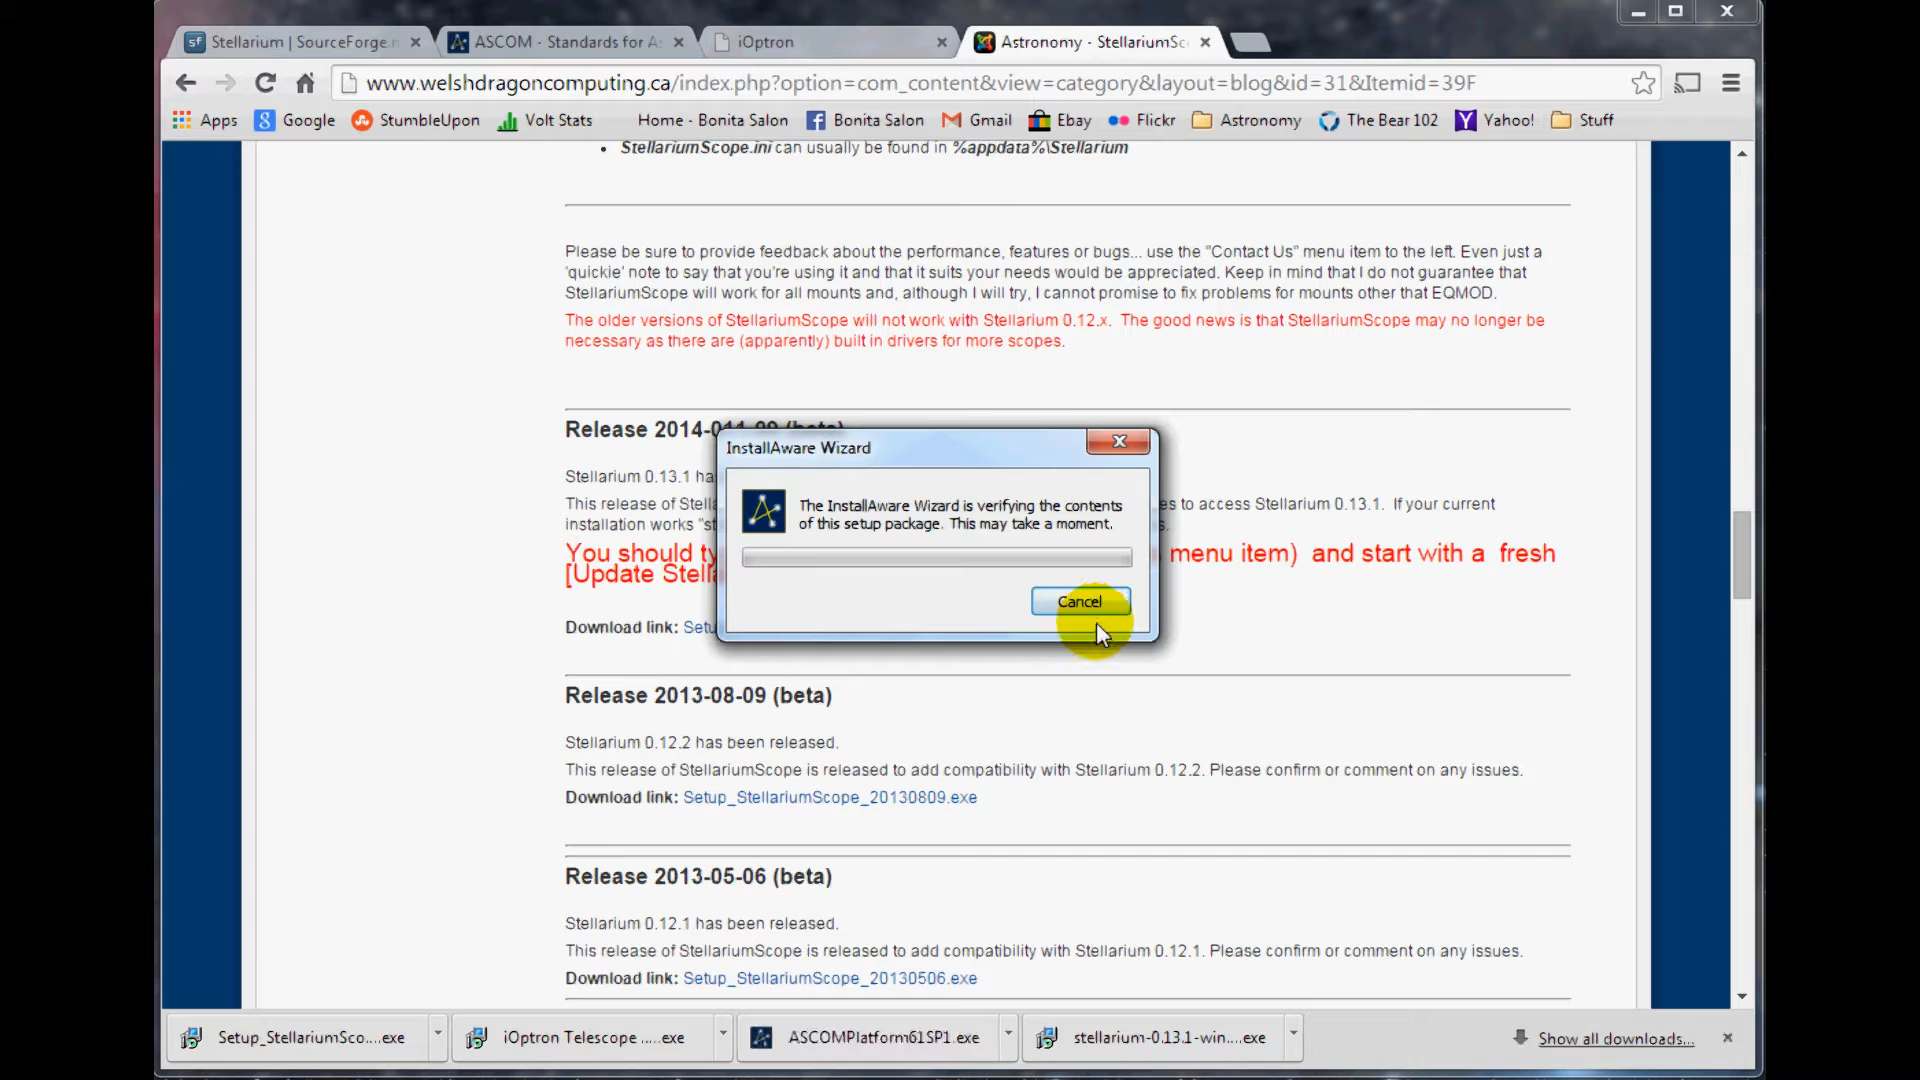 Stellarium | SourceForge.n
ASCOM - Standards for As
iOptron
Astronomy - StellariumSc
www.welshdragoncomputing.ca/index.php?option=com_content&view=category&layout=blog&id=31&Itemid=39F
Apps Google StumbleUpon Volt Stats Home - Bonita Salon Bonita Salon Gmail Ebay Flickr Astronomy The Bear 102 Yahoo! Stuff
• StellariumScope.ini can usually be found in %appdata%\Stellarium
Please be sure to provide feedback about the performance, features or bugs... use the "Contact Us" menu item to the left. Even just a
'quickie' note to say that you're using it and that it suits your needs would be appreciated. Keep in mind that I do not guarantee that
StellariumScope will work for all mounts and, although I will try, I cannot promise to fix problems for mounts other that EQMOD.
The older versions of StellariumScope will not work with Stellarium 0.12.x. The good news is that StellariumScope may no longer be
necessary as there are (apparently) built in drivers for more scopes.
Release 2014-011-09 (beta)
Stellarium 0.13.1 ha
This release of Stella es to access Stellarium 0.13.1. If your current
installation works "st s.
You should ty menu item) and start with a fresh
[Update Stella
Download link: Setu
InstallAware Wizard
The InstallAware Wizard is verifying the contents
of this setup package. This may take a moment.
Cancel
Release 2013-08-09 (beta)
Stellarium 0.12.2 has been released.
This release of StellariumScope is released to add compatibility with Stellarium 0.12.2. Please confirm or comment on any issues.
Download link: Setup_StellariumScope_20130809.exe
Release 2013-05-06 (beta)
Stellarium 0.12.1 has been released.
This release of StellariumScope is released to add compatibility with Stellarium 0.12.1. Please confirm or comment on any issues.
Download link: Setup_StellariumScope_20130506.exe
Setup_StellariumSco....exe
iOptron Telescope .....exe
ASCOMPlatform61SP1.exe
stellarium-0.13.1-win....exe
Show all downloads...